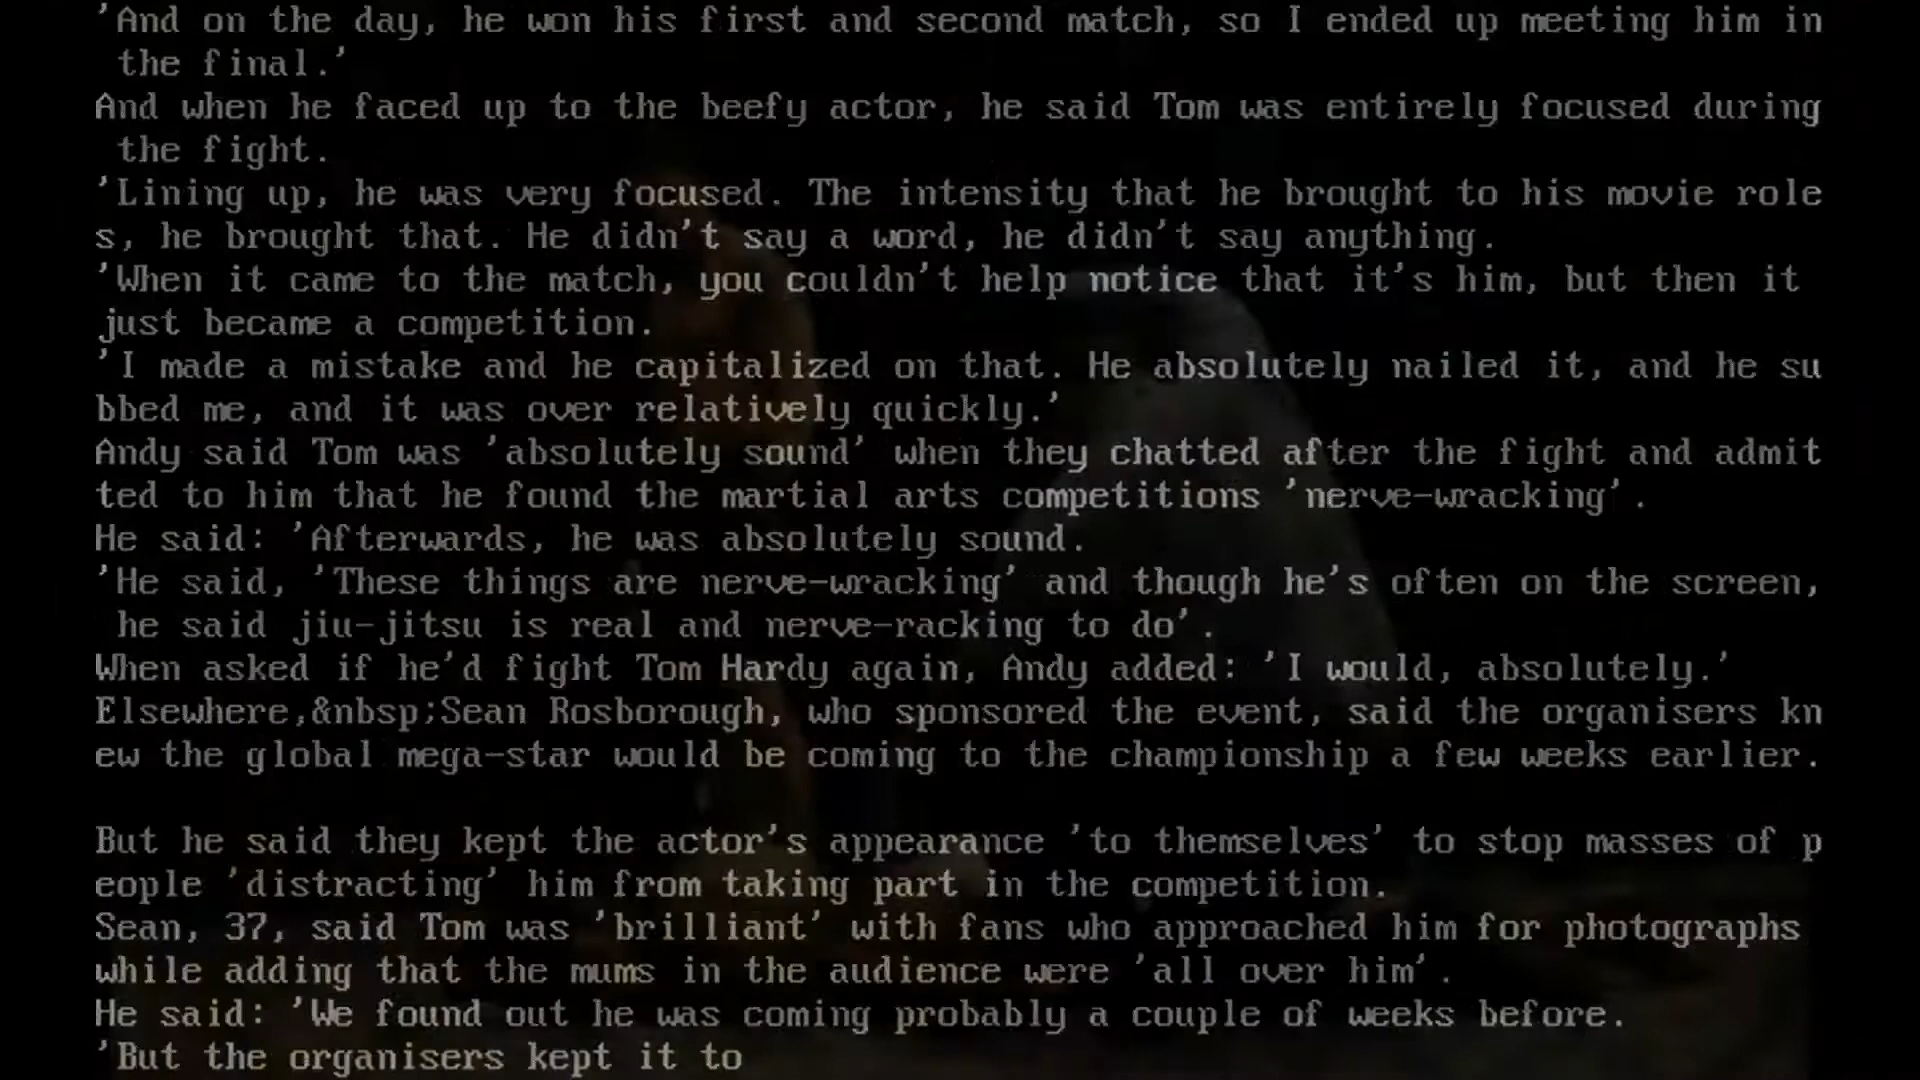 'And on the day, he won his first and second match, so I ended up meeting him in
the final.'
And when he faced up to the beefy actor, he said Tom was entirely focused during
the fight.
'Lining up, he was very focused. The intensity that he brought to his movie role
s, he brought that. He didn't say a word, he didn't say anything.
'When it came to the match, you couldn't help notice that it's him, but then it
just became a competition.
'I made a mistake and he capitalized on that. He absolutely nailed it, and he su
bbed me, and it was over relatively quickly.'
Andy said Tom was 'absolutely sound' when they chatted after the fight and admit
ted to him that he found the martial arts competitions 'nerve-wracking'.
He said: 'Afterwards, he was absolutely sound.
'He said, 'These things are nerve-wracking' and though he's often on the screen,
he said jiu-jitsu is real and nerve-racking to do'.
When asked if he'd fight Tom Hardy again, Andy added: 'I would, absolutely.'
Elsewhere,&nbsp;Sean Rosborough, who sponsored the event, said the organisers kn
ew the global mega-star would be coming to the championship a few weeks earlier.
But he said they kept the actor's appearance 'to themselves' to stop masses of p
eople 'distracting' him from taking part in the competition.
Sean, 37, said Tom was 'brilliant' with fans who approached him for photographs
while adding that the mums in the audience were 'all over him'.
He said: 'We found out he was coming probably a couple of weeks before.
'But the organisers kept it to